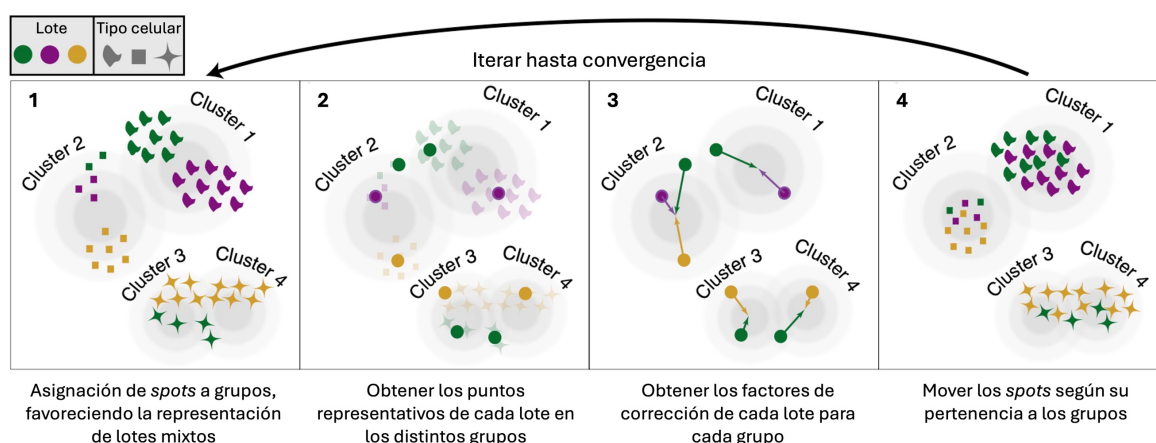 Lote
Tipo celular
Iterar hasta convergencia
1
Cluster 1
Cluster 2
Cluster 3
Cluster 4
2
Cluster 1
Cluster 2
Cluster 3
Cluster 4
3
Cluster 1
Cluster 2
Cluster 3
Cluster 4
4
Cluster 1
Cluster 2
Cluster 3
Cluster 4
Asignación de spots a grupos,
favoreciendo la representación
de lotes mixtos
Obtener los puntos
representativos de cada lote en
los distintos grupos
Obtener los factores de
corrección de cada lote para
cada grupo
Mover los spots según su
pertenencia a los grupos